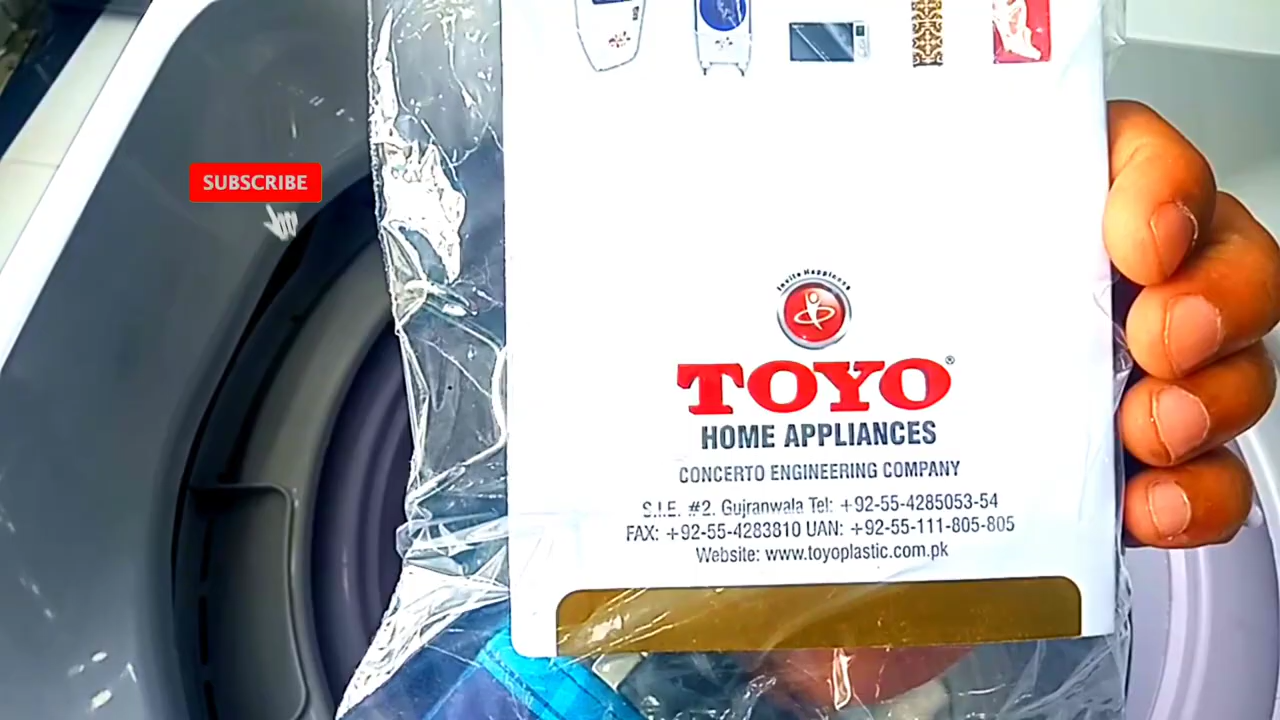 SUBSCRIBE
Invite Happiness
TOYO®
HOME APPLIANCES
CONCERTO ENGINEERING COMPANY
S.I.E. #2. Gujranwala Tel: +92-55-4285053-54
FAX: +92-55-4283810 UAN: +92-55-111-805-805
Website: www.toyoplastic.com.pk